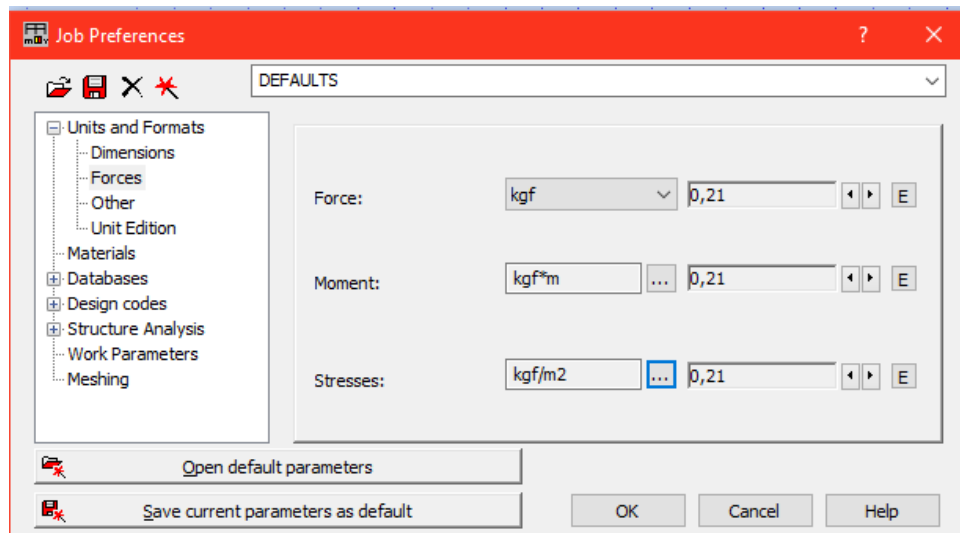 Job Preferences ?
DEFAULTS
Units and Formats
Dimensions
Forces
Other
Unit Edition
Materials
Databases
Design codes
Structure Analysis
Work Parameters
Meshing
Force: kgf 0,21 E
Moment: kgf*m ... 0,21 E
Stresses: kgf/m2 ... 0,21 E
Open default parameters
Save current parameters as default
OK Cancel Help